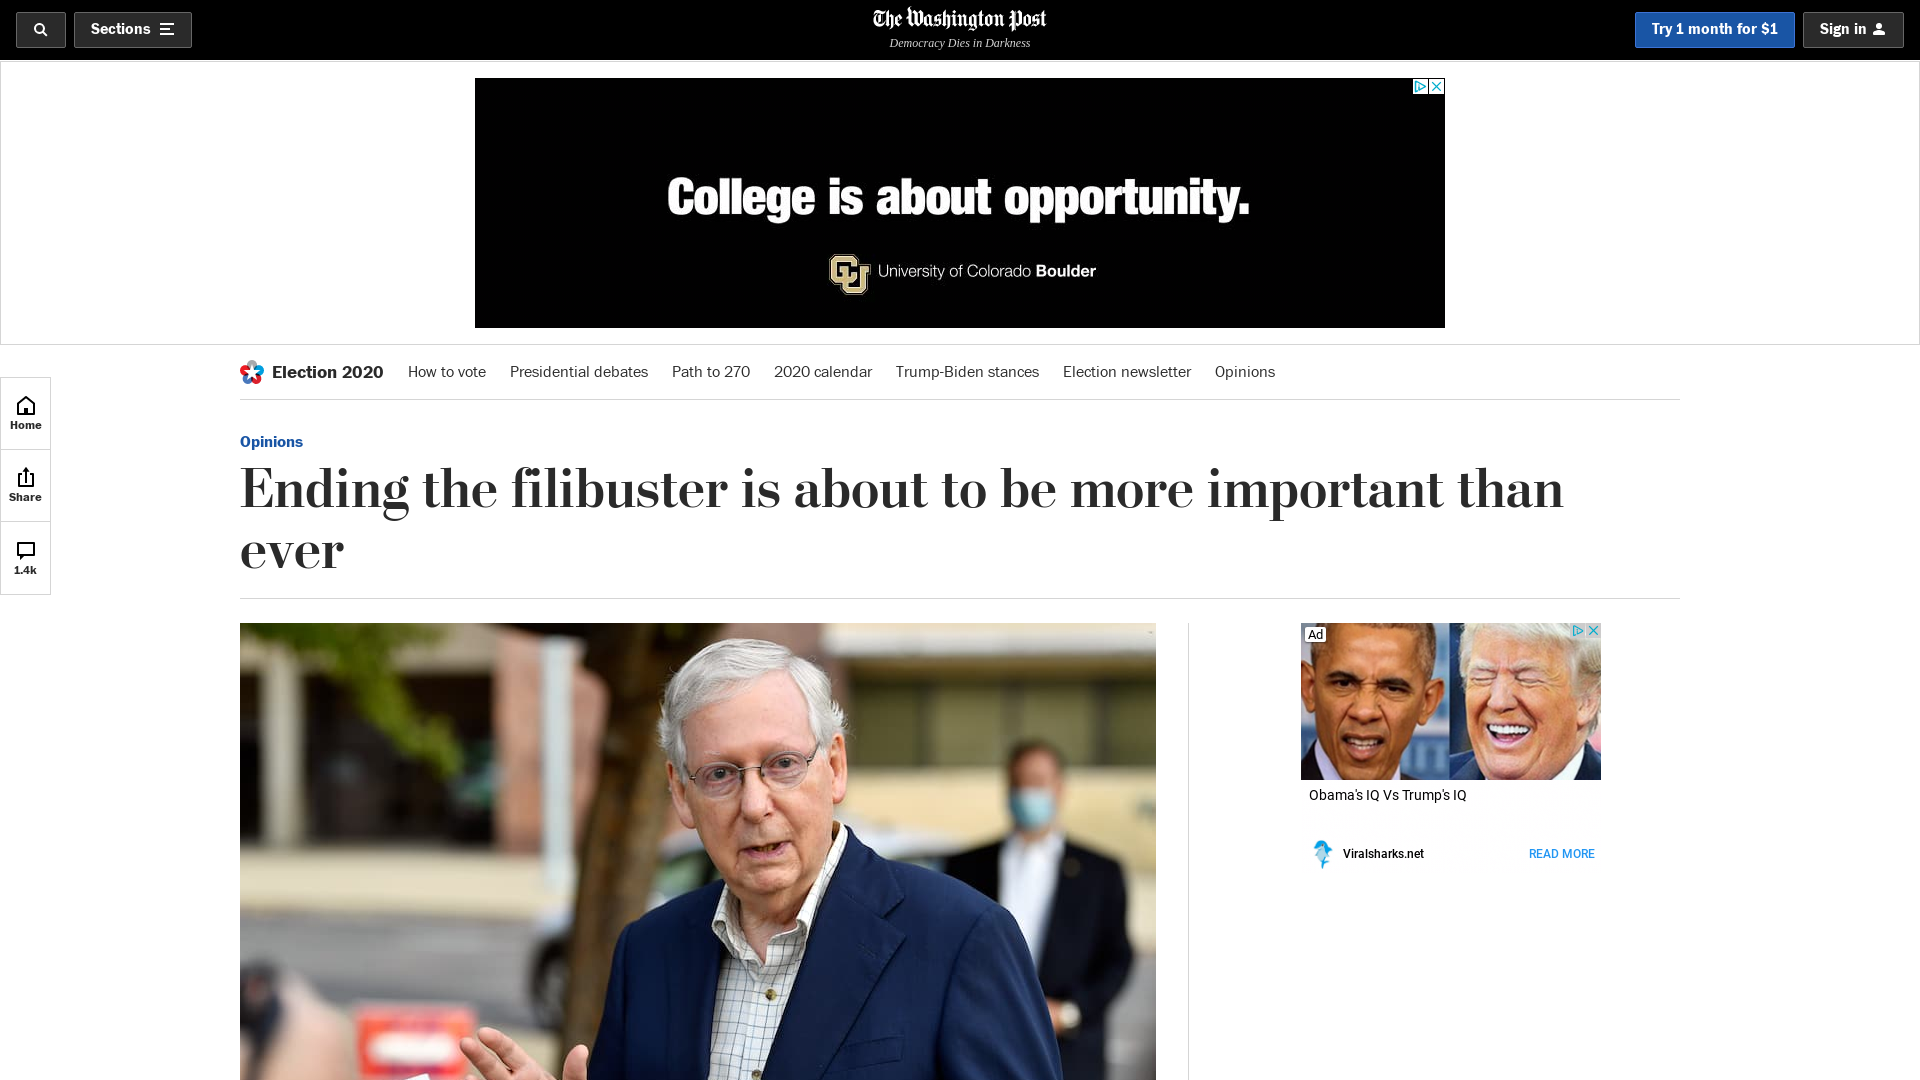 Sections
The Washington Post
Democracy Dies in Darkness
Try 1 month for $1
Sign in
College is about opportunity.
CU University of Colorado Boulder
Election 2020
How to vote
Presidential debates
Path to 270
2020 calendar
Trump-Biden stances
Election newsletter
Opinions
Home
Share
1.4k
Opinions
Ending the filibuster is about to be more important than
ever
Ad
Obama's IQ Vs Trump's IQ
Viralsharks.net
READ MORE